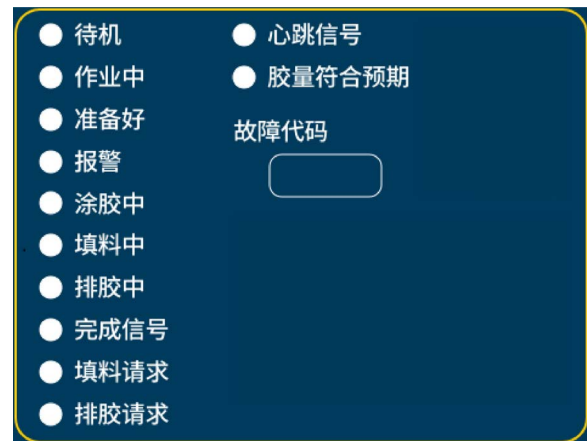 待机
作业中
准备好
报警
涂胶中
填料中
排胶中
完成信号
填料请求
排胶请求
心跳信号
胶量符合预期
故障代码